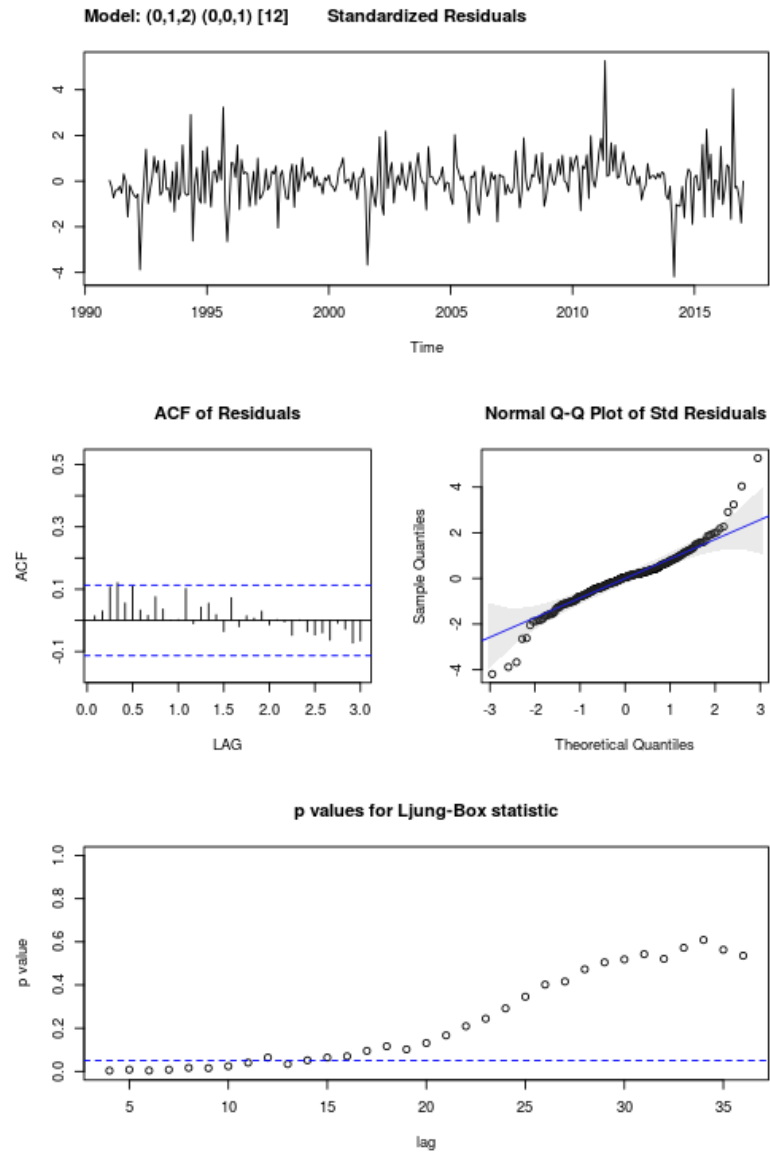 Model: (0,1,2) (0,0,1) [12] Standardized Residuals
4
2
0
-2
-4
1990 1995 2000 2005 2010 2015
Time
ACF of Residuals
ACF
0.5
0.3
0.1
-0.1
0.0 0.5 1.0 1.5 2.0 2.5 3.0
LAG
Normal Q-Q Plot of Std Residuals
Sample Quantiles
4
2
0
-2
-4
-3 -2 -1 0 1 2 3
Theoretical Quantiles
p values for Ljung-Box statistic
p value
1.0
0.8
0.6
0.4
0.2
0.0
5 10 15 20 25 30 35
lag